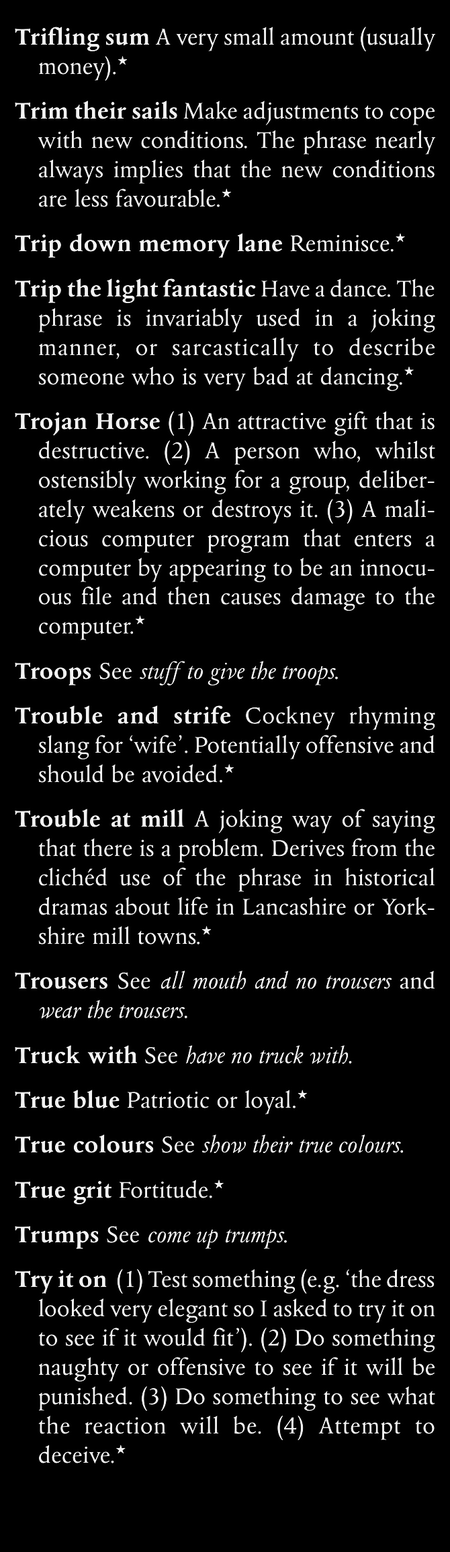 Trifling sum A very small amount (usually
money).★
Trim their sails Make adjustments to cope
with new conditions. The phrase nearly
always implies that the new conditions
are less favourable.★
Trip down memory lane Reminisce.★
Trip the light fantastic Have a dance. The
phrase is invariably used in a joking
manner, or sarcastically to describe
someone who is very bad at dancing.★
Trojan Horse (1) An attractive gift that is
destructive. (2) A person who, whilst
ostensibly working for a group, deliber-
ately weakens or destroys it. (3) A mali-
cious computer program that enters a
computer by appearing to be an innocu-
ous file and then causes damage to the
computer.★
Troops See stuff to give the troops.
Trouble and strife Cockney rhyming
slang for ‘wife’. Potentially offensive and
should be avoided.★
Trouble at mill A joking way of saying
that there is a problem. Derives from the
clichéd use of the phrase in historical
dramas about life in Lancashire or York-
shire mill towns.★
Trousers See all mouth and no trousers and
wear the trousers.
Truck with See have no truck with.
True blue Patriotic or loyal.★
True colours See show their true colours.
True grit Fortitude.★
Trumps See come up trumps.
Try it on (1) Test something (e.g. ‘the dress
looked very elegant so I asked to try it on
to see if it would fit’). (2) Do something
naughty or offensive to see if it will be
punished. (3) Do something to see what
the reaction will be. (4) Attempt to
deceive.★